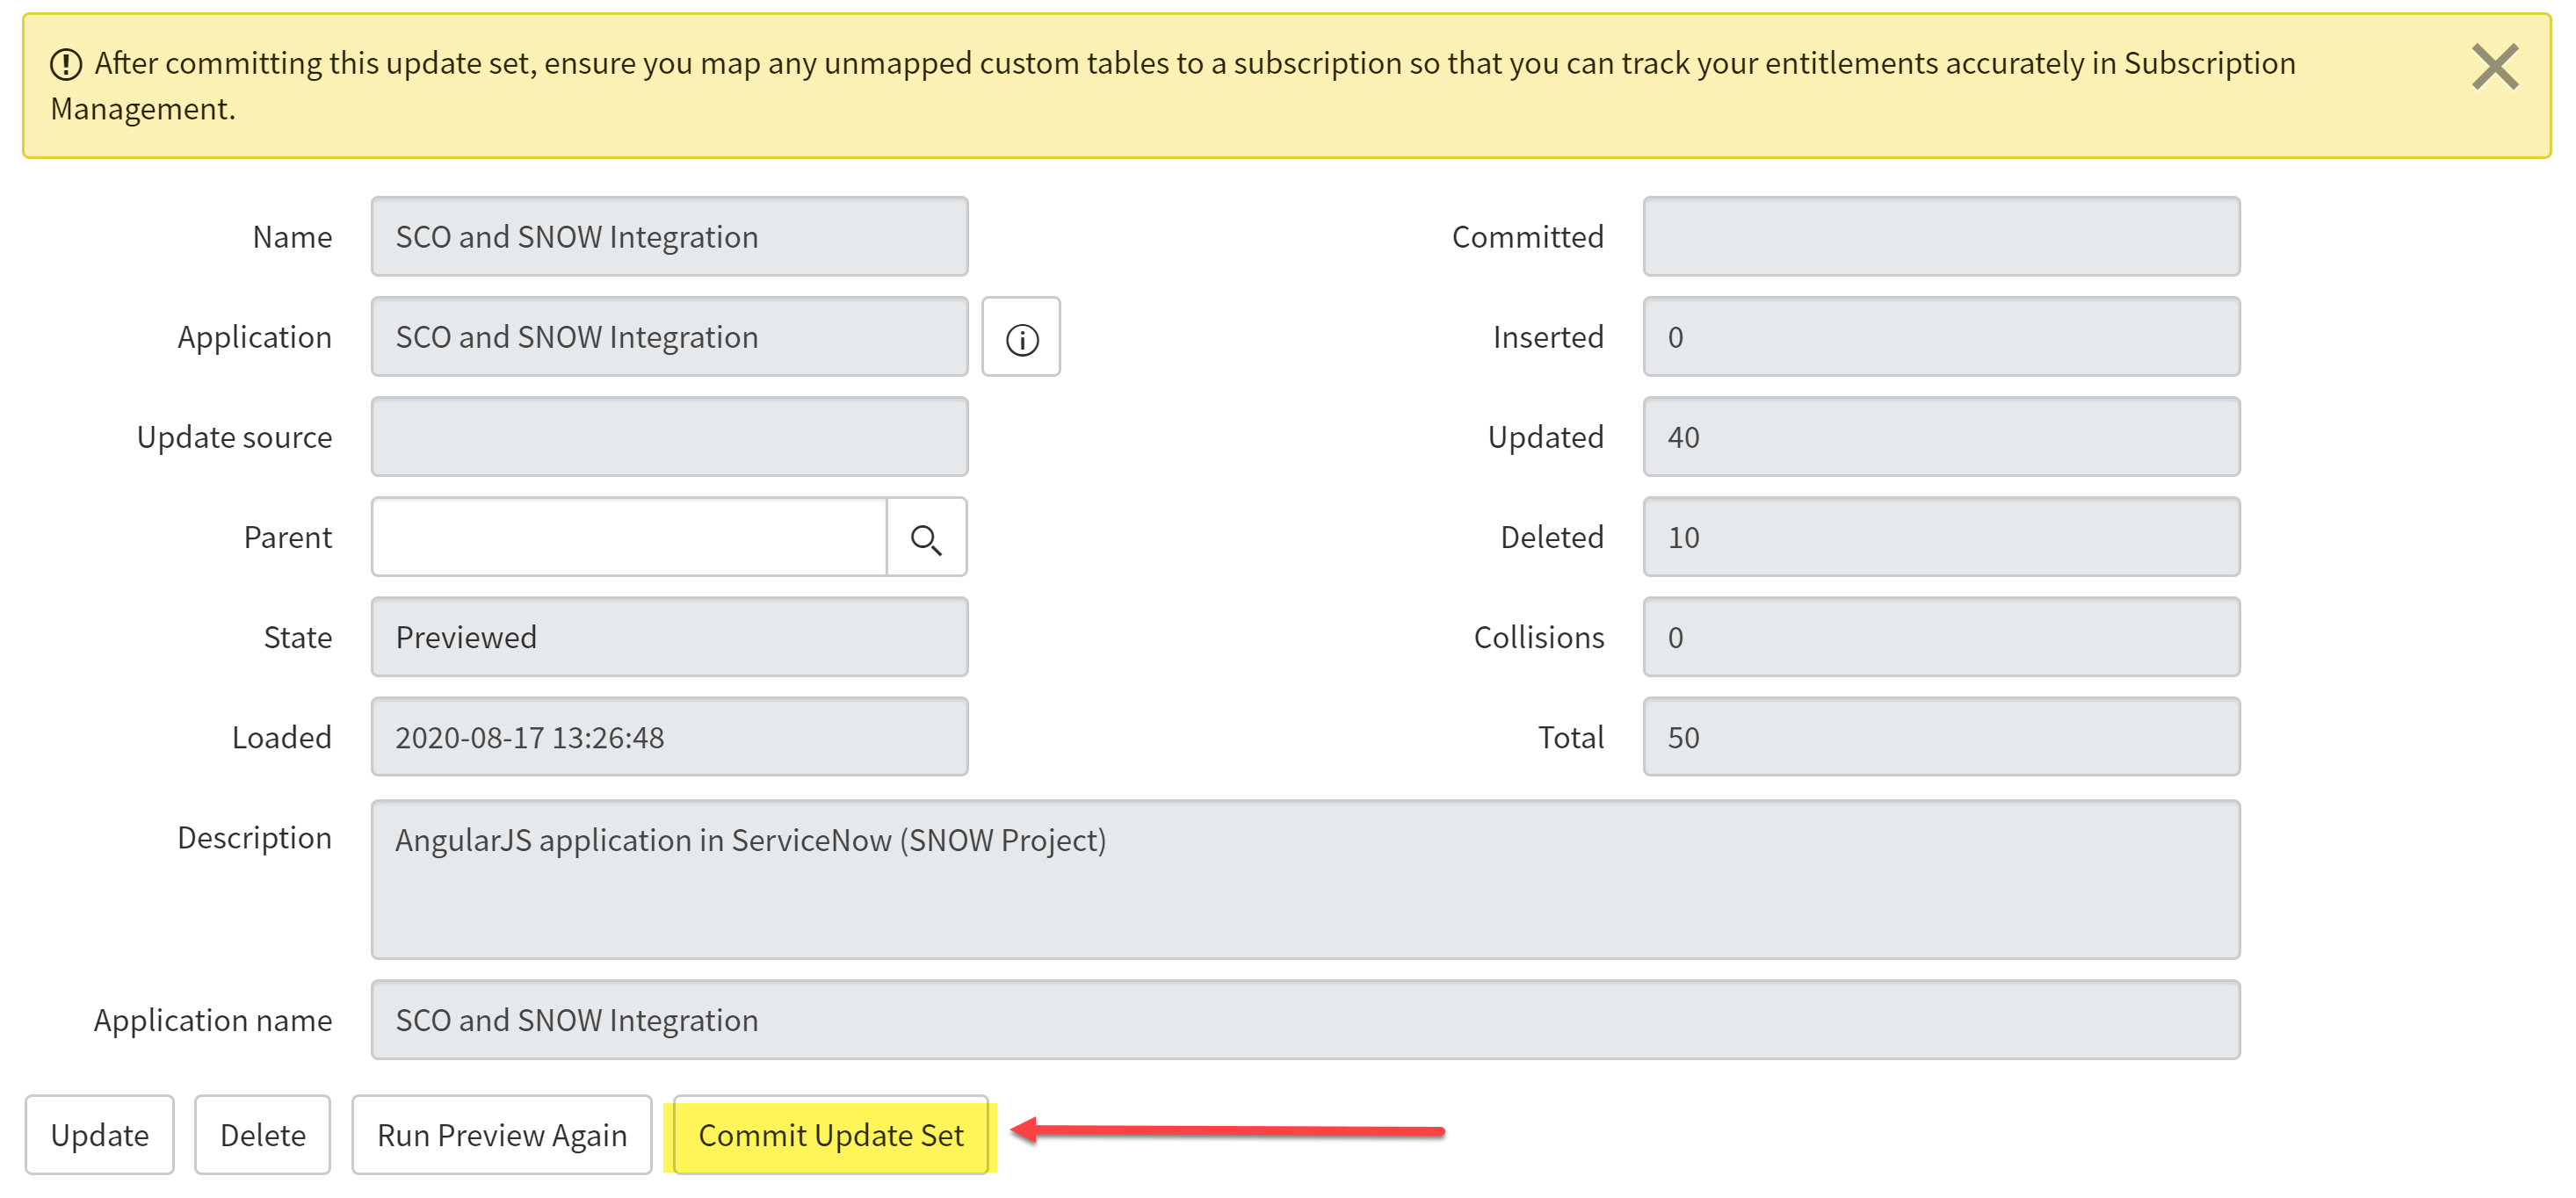 After committing this update set, ensure you map any unmapped custom tables to a subscription so that you can track your entitlements accurately in Subscription
Management.
Name SCO and SNOW Integration
Committed
Application SCO and SNOW Integration
Inserted 0
Update source
Updated 40
Parent
Deleted 10
State Previewed
Collisions 0
Loaded 2020-08-17 13:26:48
Total 50
Description AngularJS application in ServiceNow (SNOW Project)
Application name SCO and SNOW Integration
Update Delete Run Preview Again Commit Update Set